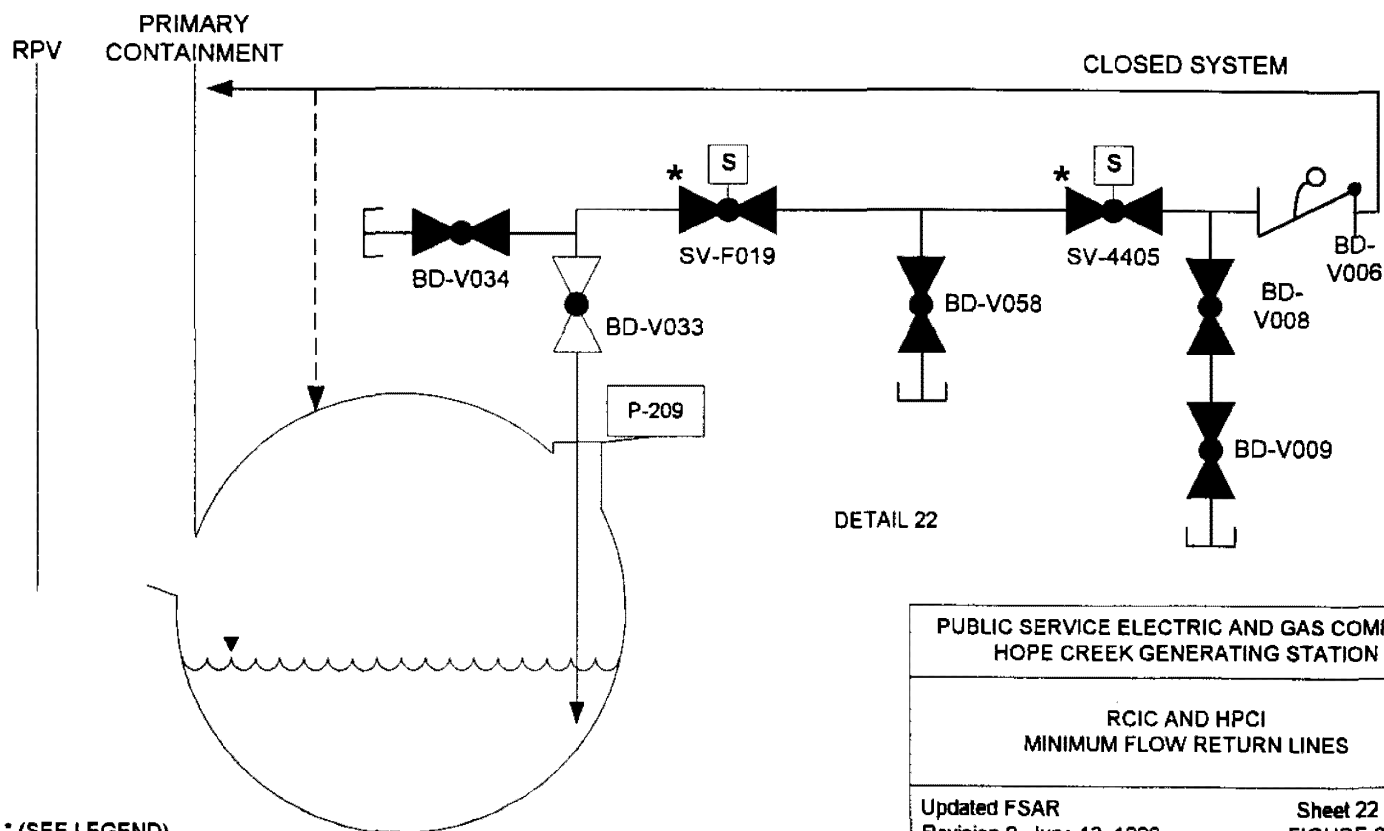 RPV
PRIMARY
CONTAINMENT
CLOSED SYSTEM
*
S
SV-F019
*
S
SV-4405
BD-
V006
BD-V034
BD-V033
BD-V058
BD-
V008
P-209
BD-V009
DETAIL 22
PUBLIC SERVICE ELECTRIC AND GAS
HOPE CREEK GENERATING STATION
RCIC AND HPCI
MINIMUM FLOW RETURN LINES
Updated FSAR
Sheet 22
* (SEE LEGEND)